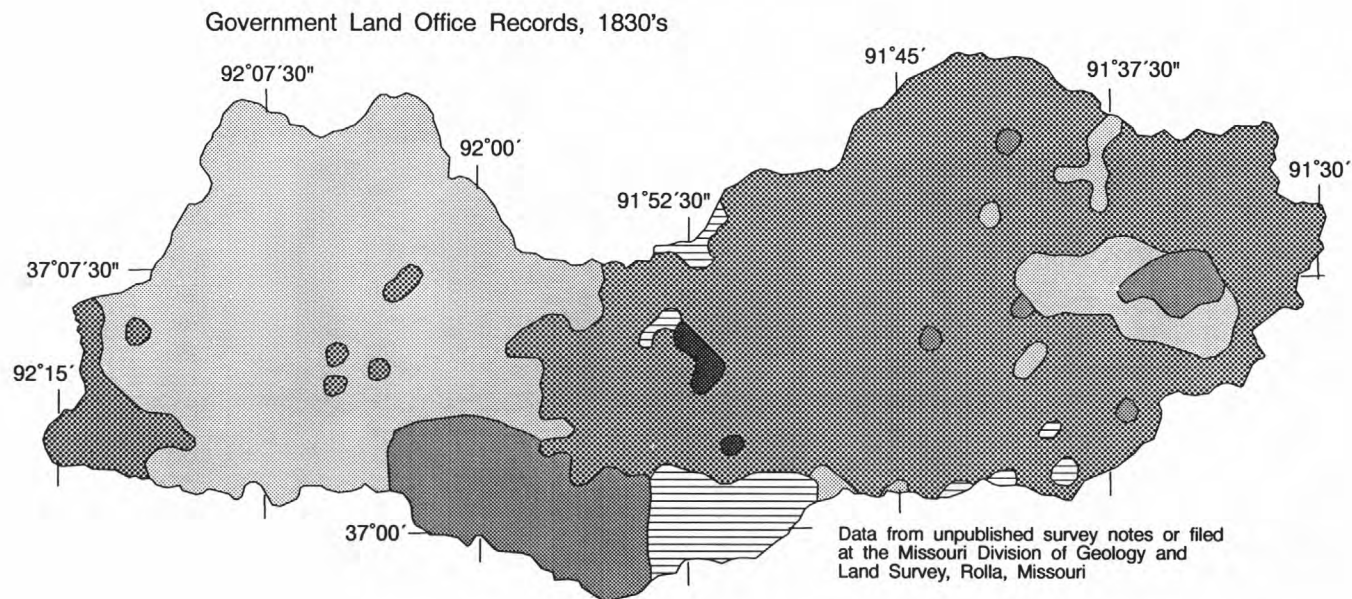 Government Land Office Records, 1830's
92°07′30"
91°45′
91°37′30"
92°00′
91°30′
91°52′30"
37°07′30"
92°15′
37°00′
Data from unpublished survey notes or filed
at the Missouri Division of Geology and
Land Survey, Rolla, Missouri